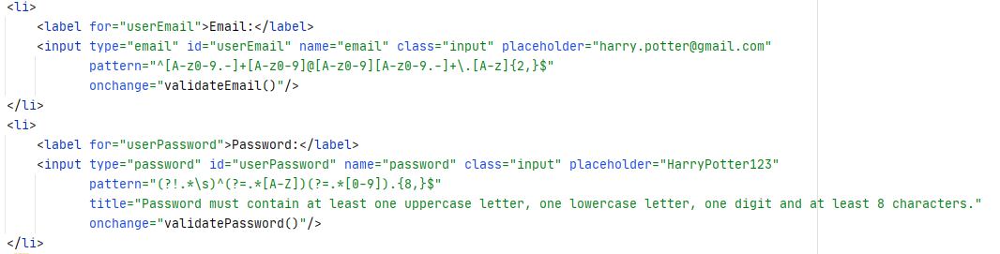 <li>
<label for="userEmail">Email:</label>
<input type="email" id="userEmail" name="email" class="input" placeholder="harry.potter@gmail.com"
pattern="^[A-z0-9.-]+[A-z0-9]@[A-z0-9][A-z0-9.-]+\.[A-z]{2,}$"
onchange="validateEmail()"/>
</li>
<li>
<label for="userPassword">Password:</label>
<input type="password" id="userPassword" name="password" class="input" placeholder="HarryPotter123"
pattern="(?!.*\s)^(?=.*[A-Z])(?=.*[0-9]).{8,}$"
title="Password must contain at least one uppercase letter, one lowercase letter, one digit and at least 8 characters."
onchange="validatePassword()"/>
</li>